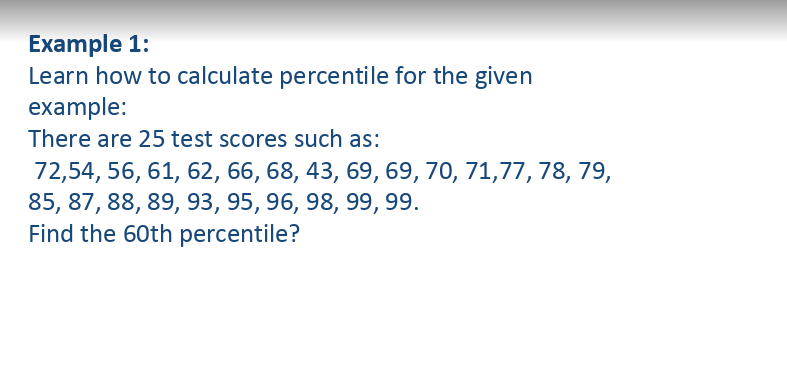 Example 1:
Learn how to calculate percentile for the given
example:
There are 25 test scores such as:
72,54, 56, 61, 62, 66, 68, 43, 69, 69, 70, 71,77, 78, 79,
85, 87, 88, 89, 93, 95, 96, 98, 99, 99.
Find the 60th percentile?